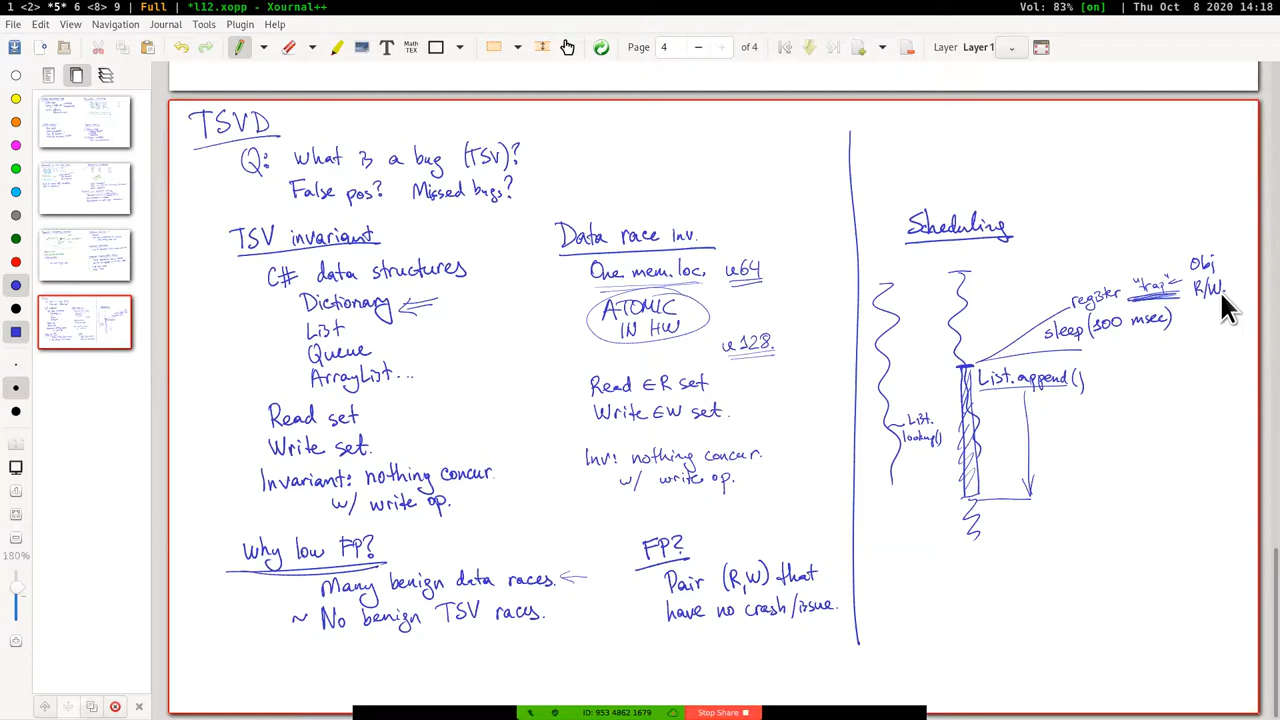 1 <2> *5* 6 8> 9 | Full | *l12.xopp - Xournal++
Vol: 83% [on] | Thu Oct 8 2020 14:18
File Edit View Navigation Journal Tools Plugin Help
Page 4 of 4 Layer Layer 1
TSVD
Q: What is a bug (TSV)?
False pos? Missed bugs?
TSV invariant
C# data structures
Dictionary
List
Queue
ArrayList...
Read set
Write set.
Invariant: nothing concur.
w/ write op.
Why low FP?
Many benign data races.
~ No benign TSV races.
Data race inv.
One mem. loc. u64
ATOMIC
IN HW
u128.
Read ∈ R set
Write ∈ W set.
Inv: nothing concur.
w/ write op.
FP?
Pair (R,W) that
have no crash/issue.
Scheduling
Obj
R/W.
register "trap"
sleep (100 msec)
List.append()
List.
lookup()
180%
ID: 953 4862 1679 Stop Share